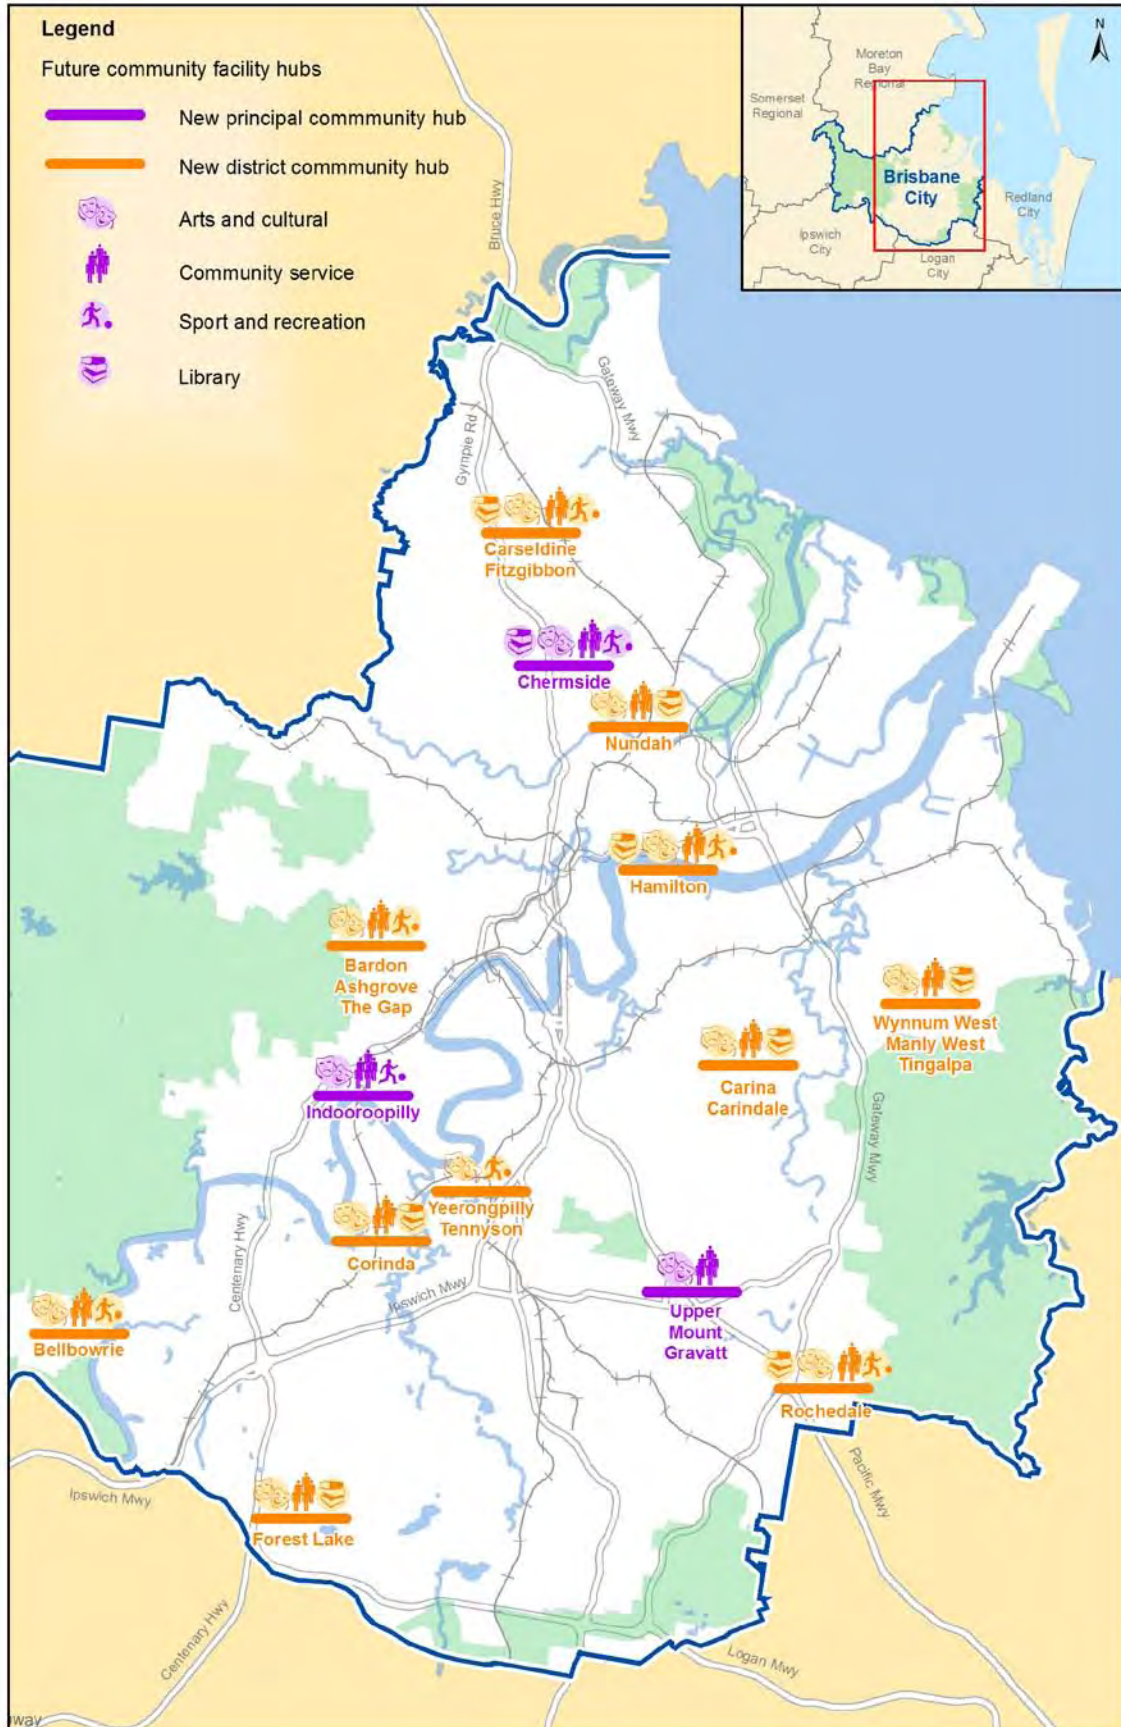 Legend
Future community facility hubs
New principal commmunity hub
New district commmunity hub
Arts and cultural
Community service
Sport and recreation
Library
N
Moreton
Bay
Regional
Somerset
Regional
Brisbane
City
Redland
City
Ipswich
City
Logan
City
Bruce Hwy
Gateway Mwy
Gympie Rd
Carseldine
Fitzgibbon
Chermside
Nundah
Hamilton
Bardon
Ashgrove
The Gap
Wynnum West
Manly West
Tingalpa
Carina
Carindale
Indooroopilly
Gateway Mwy
Yeerongpilly
Tennyson
Corinda
Centenary Hwy
Ipswich Mwy
Upper
Mount
Gravatt
Bellbowrie
Rochedale
Pacific Mwy
Ipswich Mwy
Forest Lake
Centenary Hwy
Logan Mwy
way